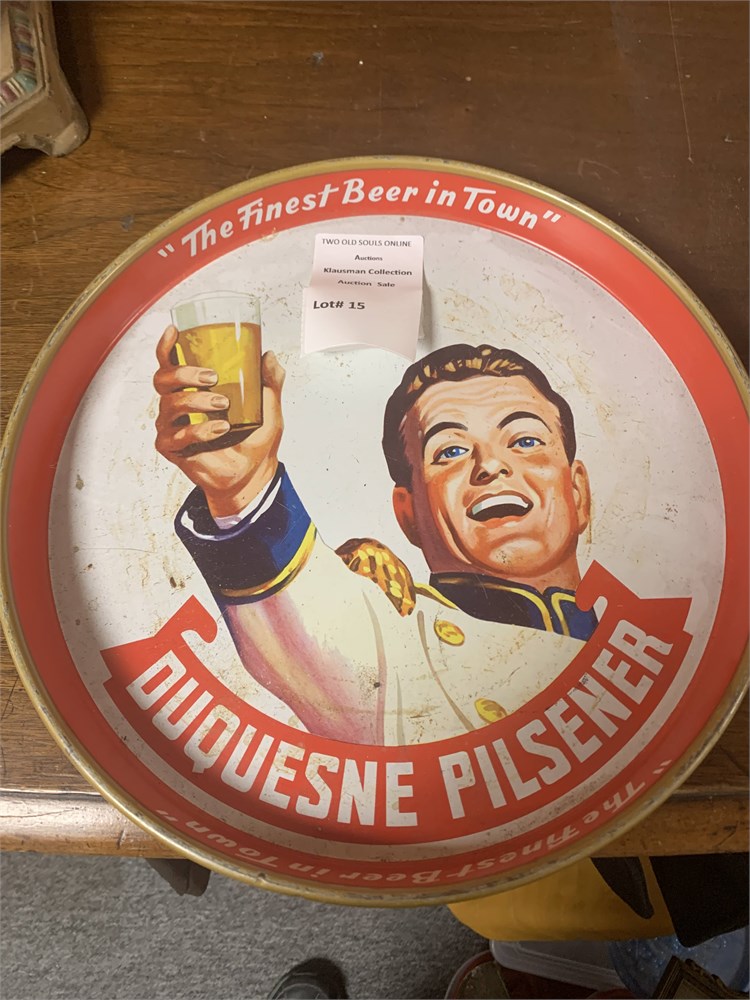 "The Finest Beer in Town"
TWO OLD SOULS ONLINE
Auctions
Klausman Collection
Auction Sale
Lot# 15
DUQUESNE PILSENER
"The Finest Beer in Town"